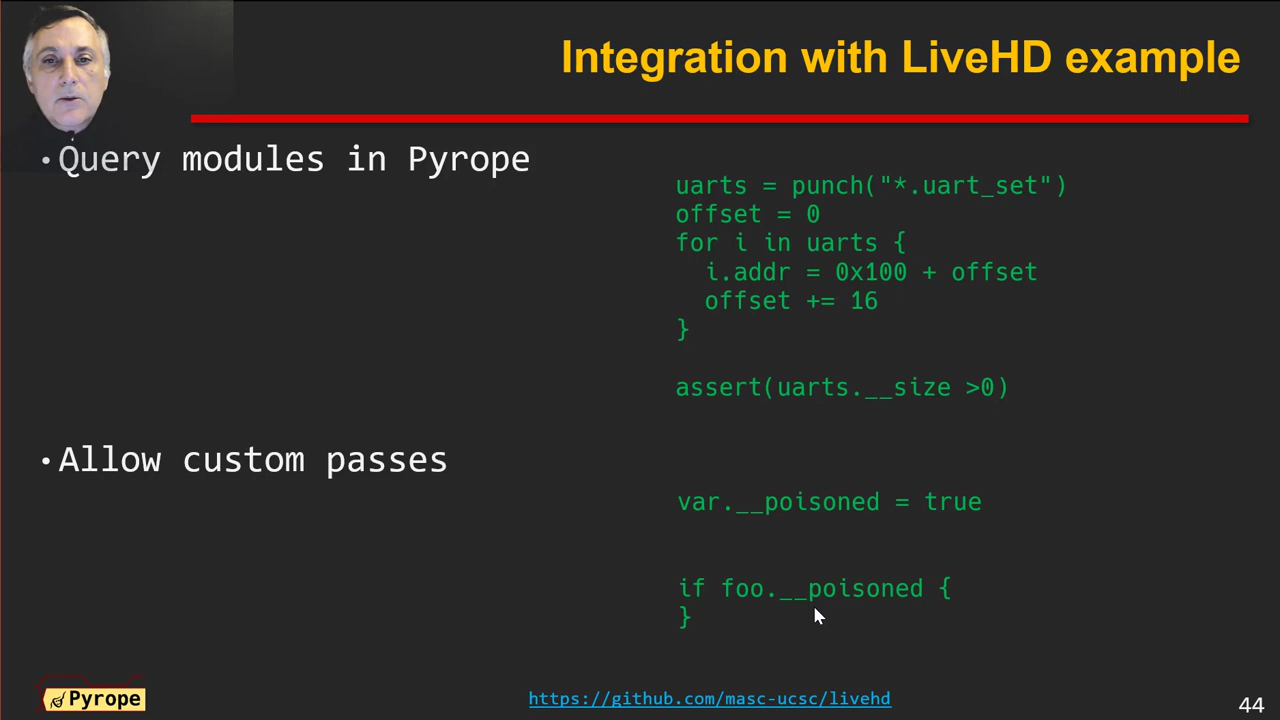 Integration with LiveHD example
• Query modules in Pyrope
uarts = punch("*.uart_set")
offset = 0
for i in uarts {
i.addr = 0x100 + offset
offset += 16
}
assert(uarts.__size >0)
• Allow custom passes
var.__poisoned = true
if foo.__poisoned {
}
Pyrope
https://github.com/masc-ucsc/livehd
44